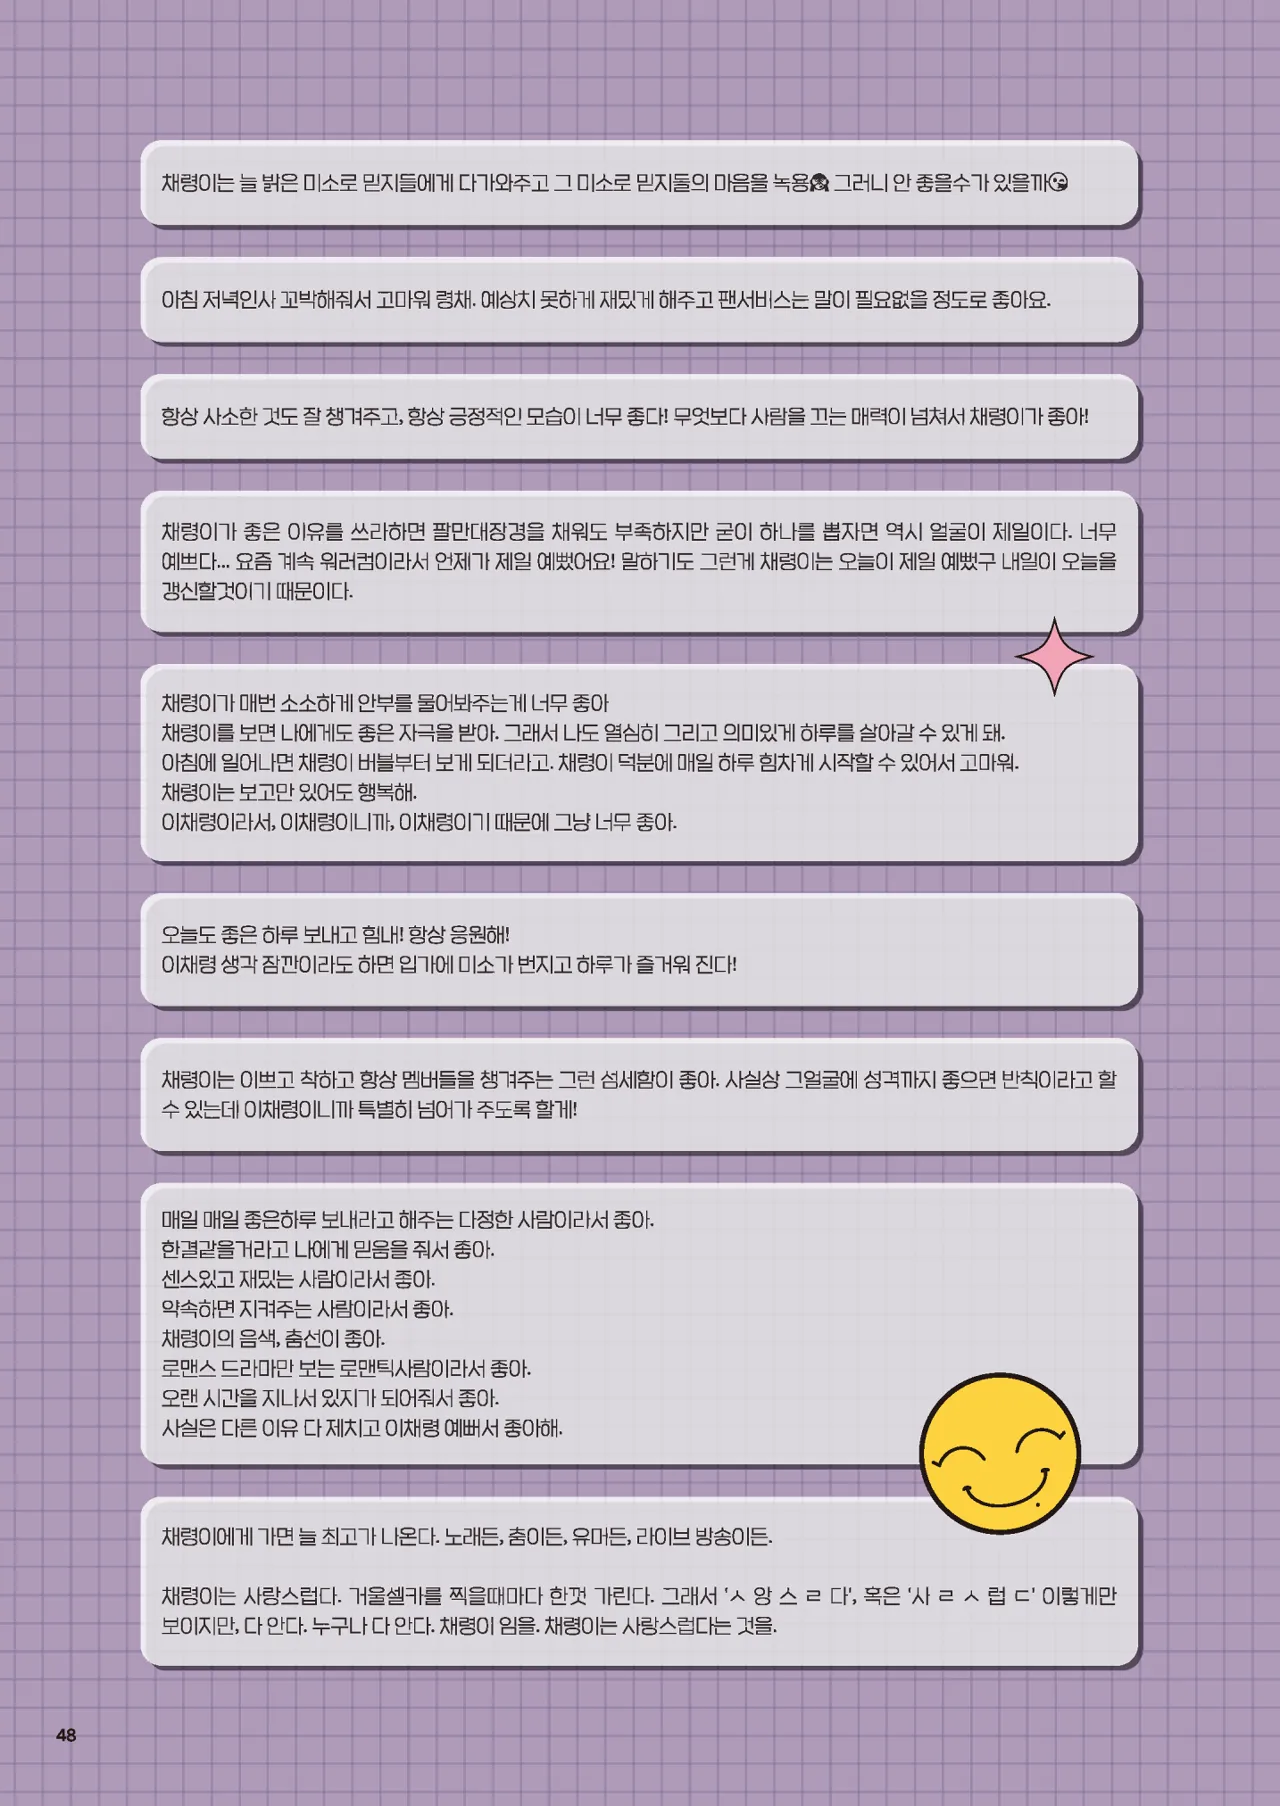 채령이는 늘 밝은 미소로 믿지들에게 다가와주고 그 미소로 믿지둘의 마음을 녹용 그러니 안 좋을수가 있을까😘
아침 저녁인사 꼬박해줘서 고마워 령채. 예상치 못하게 재밌게 해주고 팬서비스는 말이 필요없을 정도로 좋아요.
항상 사소한 것도 잘 챙겨주고, 항상 긍정적인 모습이 너무 좋다! 무엇보다 사람을 끄는 매력이 넘쳐서 채령이가 좋아!
채령이가 좋은 이유를 쓰라하면 팔만대장경을 채워도 부족하지만 굳이 하나를 뽑자면 역시 얼굴이 제일이다. 너무
예쁘다... 요즘 계속 워러컴이라서 언제가 제일 예뻤어요! 말하기도 그런게 채령이는 오늘이 제일 예뻤구 내일이 오늘을
갱신할것이기 때문이다.
채령이가 매번 소소하게 안부를 물어봐주는게 너무 좋아
채령이를 보면 나에게도 좋은 자극을 받아. 그래서 나도 열심히 그리고 의미있게 하루를 살아갈 수 있게 돼.
아침에 일어나면 채령이 버블부터 보게 되더라고. 채령이 덕분에 매일 하루 힘차게 시작할 수 있어서 고마워.
채령이는 보고만 있어도 행복해.
이채령이라서, 이채령이니까, 이채령이기 때문에 그냥 너무 좋아.
오늘도 좋은 하루 보내고 힘내! 항상 응원해!
이채령 생각 잠깐이라도 하면 입가에 미소가 번지고 하루가 즐거워 진다!
채령이는 이쁘고 착하고 항상 멤버들을 챙겨주는 그런 섬세함이 좋아. 사실상 그얼굴에 성격까지 좋으면 반칙이라고 할
수 있는데 이채령이니까 특별히 넘어가 주도록 할게!
매일 매일 좋은하루 보내라고 해주는 다정한 사람이라서 좋아.
한결같을거라고 나에게 믿음을 줘서 좋아.
센스있고 재밌는 사람이라서 좋아.
약속하면 지켜주는 사람이라서 좋아.
채령이의 음색, 춤선이 좋아.
로맨스 드라마만 보는 로맨틱사람이라서 좋아.
오랜 시간을 지나서 있지가 되어줘서 좋아.
사실은 다른 이유 다 제치고 이채령 예뻐서 좋아해.
채령이에게 가면 늘 최고가 나온다. 노래든, 춤이든, 유머든, 라이브 방송이든.
채령이는 사랑스럽다. 거울셀카를 찍을때마다 한껏 가린다. 그래서 'ㅅ 앙 스 ㄹ 다', 혹은 '사 ㄹ ㅅ 럽 ㄷ' 이렇게만
보이지만, 다 안다. 누구나 다 안다. 채령이 임을. 채령이는 사랑스럽다는 것을.
48